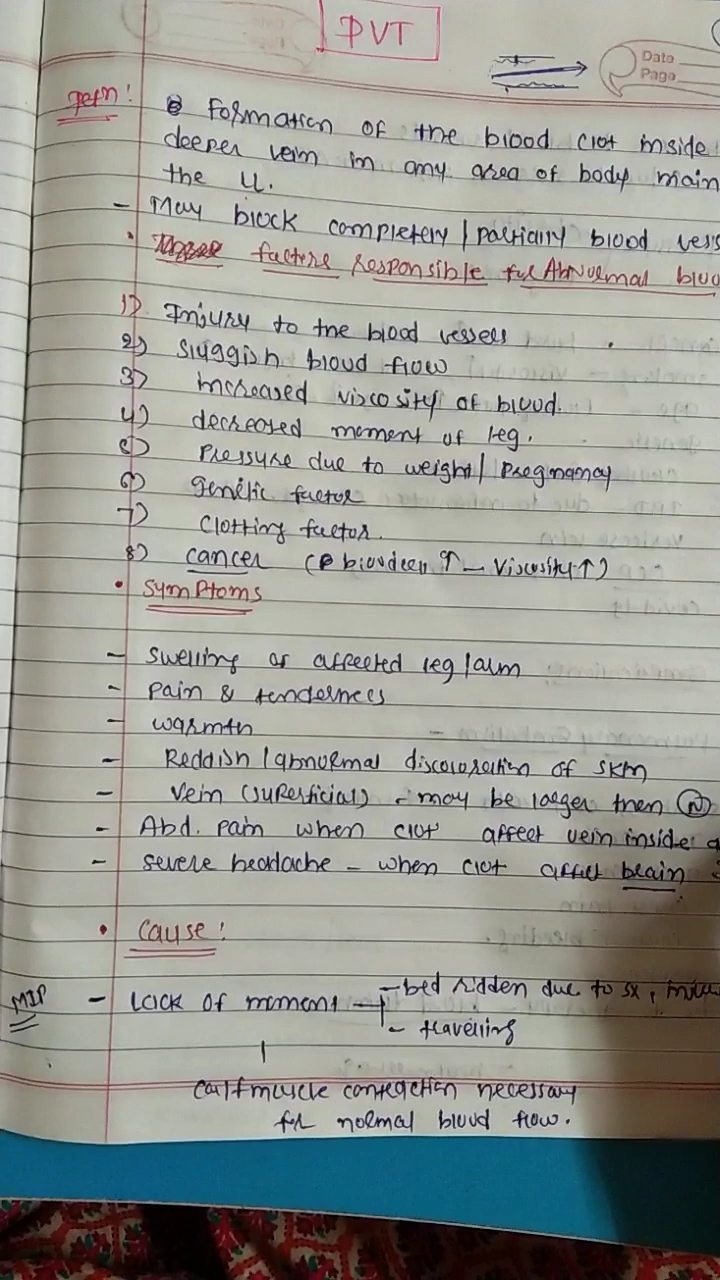 DVT
Date
Page
Defn:
Formation of the blood clot inside
deeper vein in any area of body main
the LL.
- May block completely / partially blood vess
• factors Responsible for Abnormal bloo
1) Injury to the blood vessels
2) sluggish blood flow
3) increased viscosity of blood.
4) decreased moment of leg.
5) Pressure due to weight / pregnancy
6) genetic factor
7) Clotting factor.
8) cancer ( ↑ - Viscosity ↑)
• Symptoms
- swelling of affected leg / arm
- pain & tenderness
- warmth
- Reddish / abnormal discoloration of skin
- vein (superficial) - may be larger then (N)
- Abd. pain when clot affect vein inside a
- severe headache - when clot affect brain
• Cause:
MIP - Lack of moment - bed ridden due to sx,
- travelling
calf muscle contraction necessary
for normal blood flow.